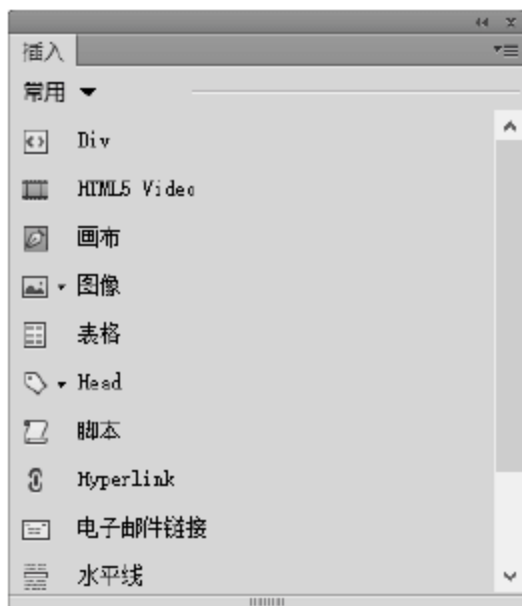 插入
常用
Div
HTML5 Video
画布
图像
表格
Head
脚本
Hyperlink
电子邮件链接
水平线